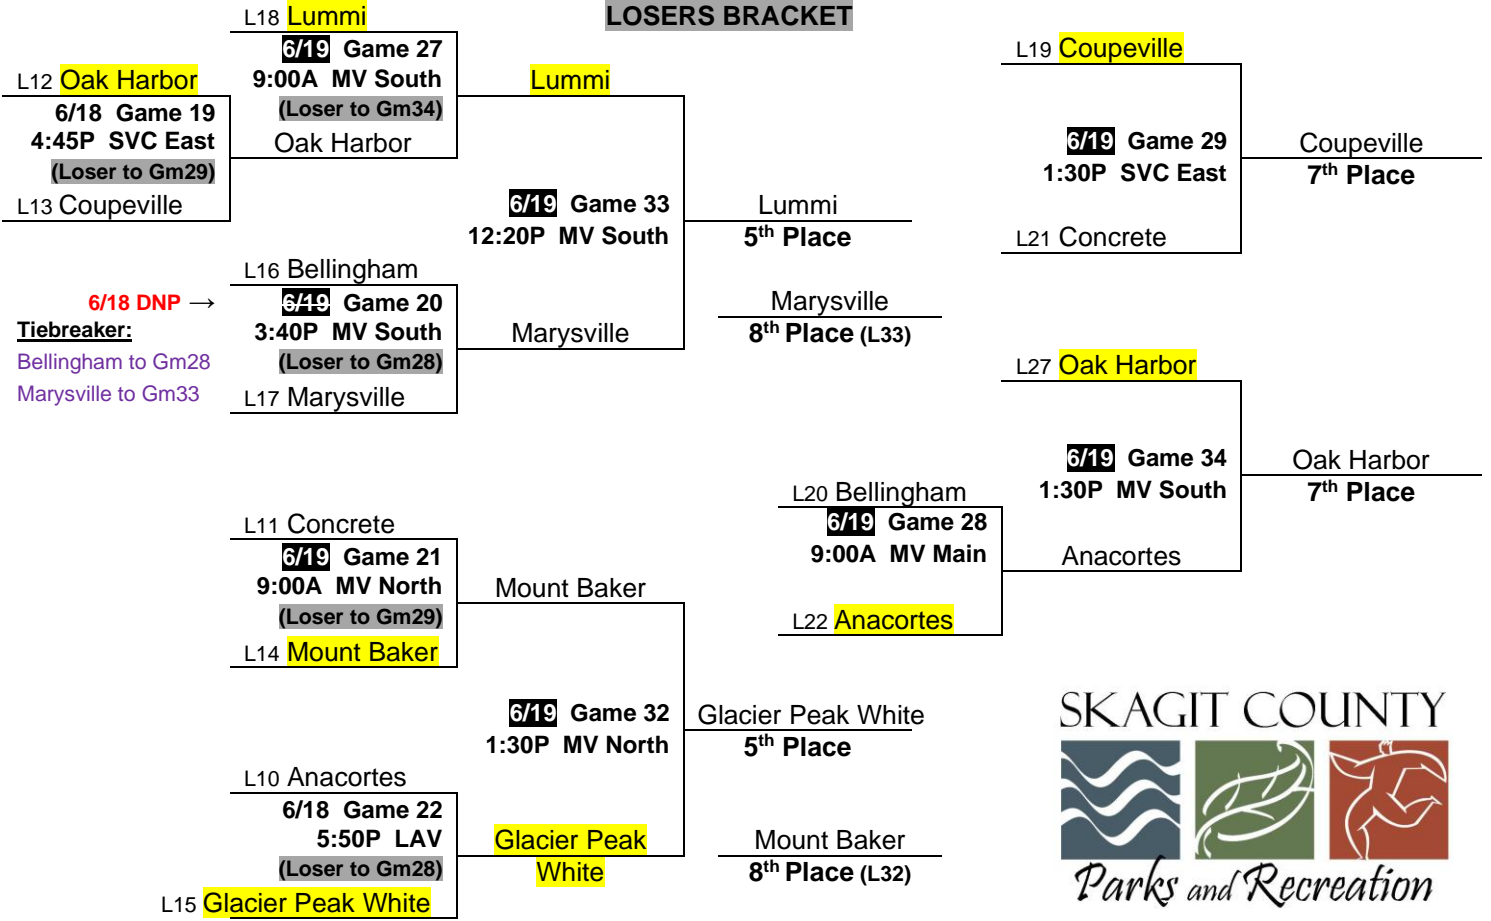 LOSERS BRACKET
L18 Lummi
6/19 Game 27
9:00A MV South
(Loser to Gm34)
Oak Harbor
L12 Oak Harbor
6/18 Game 19
4:45P SVC East
(Loser to Gm29)
L13 Coupeville
Lummi
6/19 Game 33
12:20P MV South
Lummi
5th Place
Marysville
8th Place (L33)
L16 Bellingham
6/19 Game 20
3:40P MV South
(Loser to Gm28)
L17 Marysville
Marysville
6/18 DNP →
Tiebreaker:
Bellingham to Gm28
Marysville to Gm33
L11 Concrete
6/19 Game 21
9:00A MV North
(Loser to Gm29)
L14 Mount Baker
Mount Baker
6/19 Game 32
1:30P MV North
Glacier Peak White
5th Place
L10 Anacortes
6/18 Game 22
5:50P LAV
(Loser to Gm28)
L15 Glacier Peak White
Glacier Peak
White
Mount Baker
8th Place (L32)
L19 Coupeville
6/19 Game 29
1:30P SVC East
L21 Concrete
Coupeville
7th Place
L27 Oak Harbor
6/19 Game 34
1:30P MV South
Oak Harbor
7th Place
L20 Bellingham
6/19 Game 28
9:00A MV Main
L22 Anacortes
Anacortes
SKAGIT COUNTY
Parks and Recreation